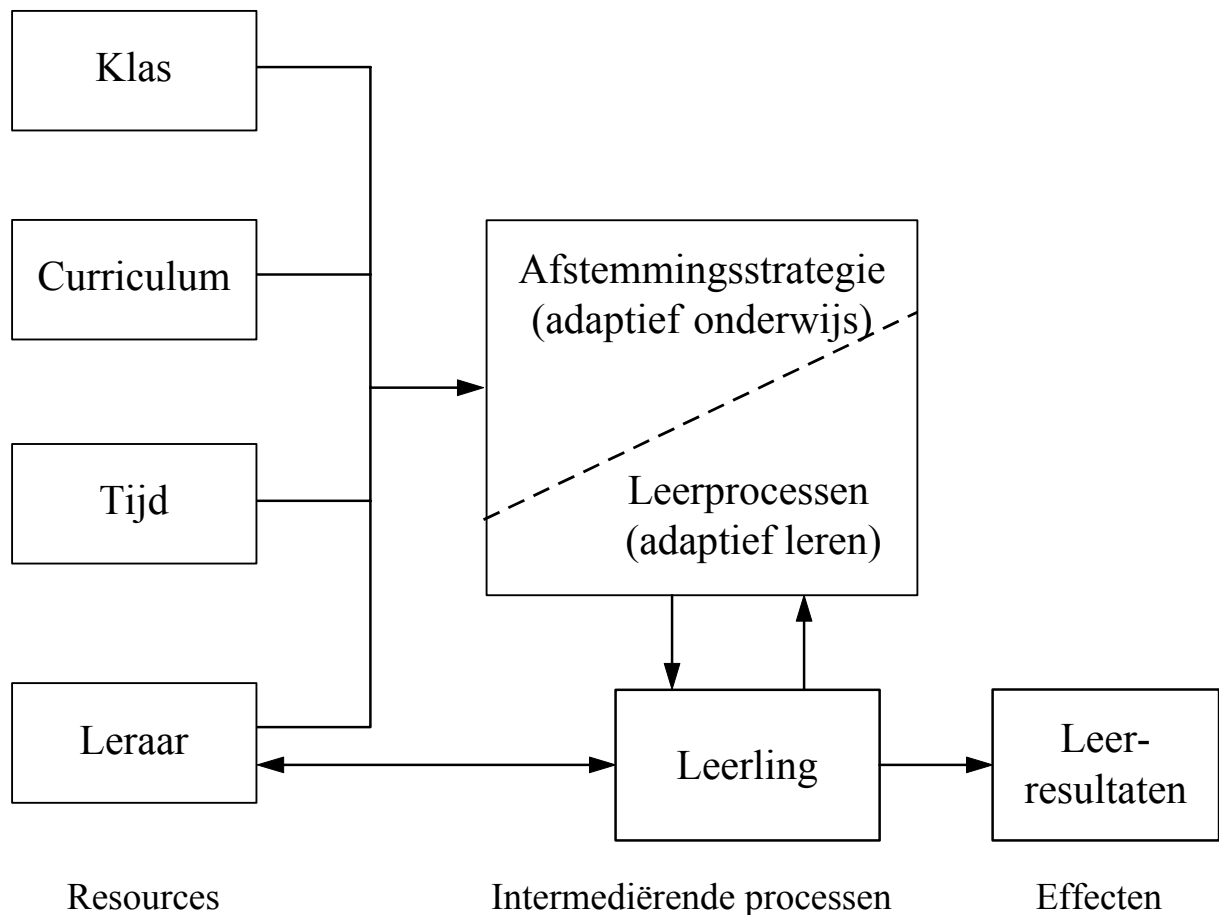 Klas
Curriculum
Tijd
Leraar
Afstemmingsstrategie
(adaptief onderwijs)
Leerprocessen
(adaptief leren)
Leerling
Leer-
resultaten
Resources
Intermediërende processen
Effecten